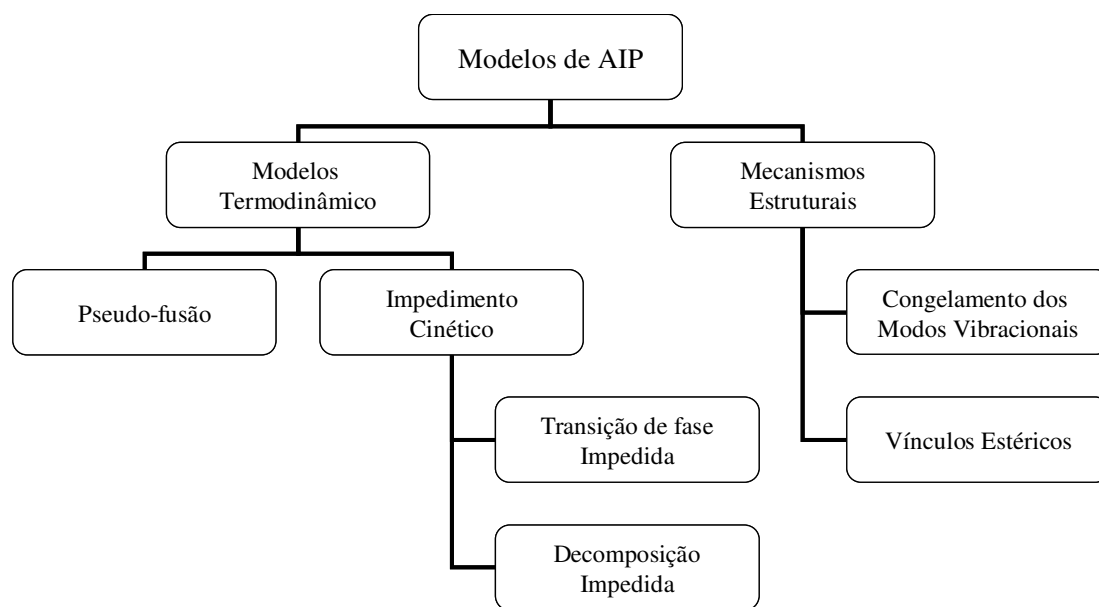 Modelos de AIP
Modelos
Termodinâmico
Mecanismos
Estruturais
Pseudo-fusão
Impedimento
Cinético
Congelamento dos
Modos Vibracionais
Transição de fase
Impedida
Vínculos Estéricos
Decomposição
Impedida